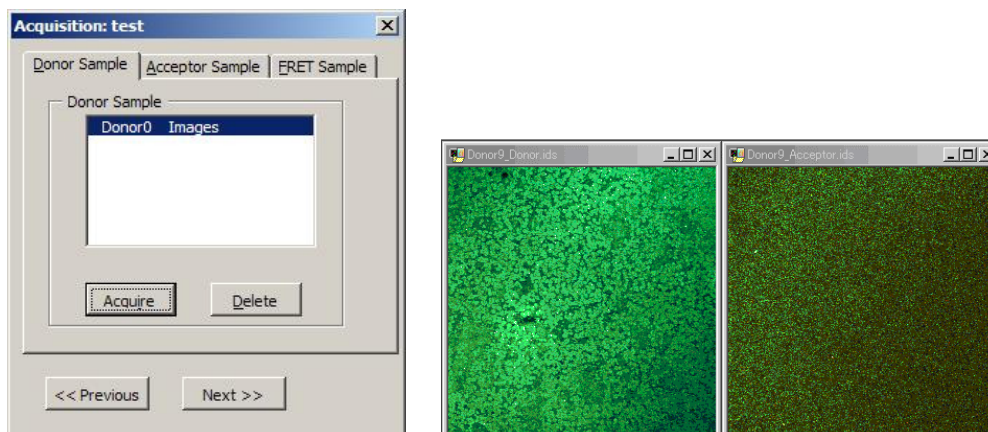 Acquisition: test
Donor Sample Acceptor Sample FRET Sample
Donor Sample
Donor0 Images
Acquire Delete
<< Previous Next >>
Donor9_Donor.ids
Donor9_Acceptor.ids